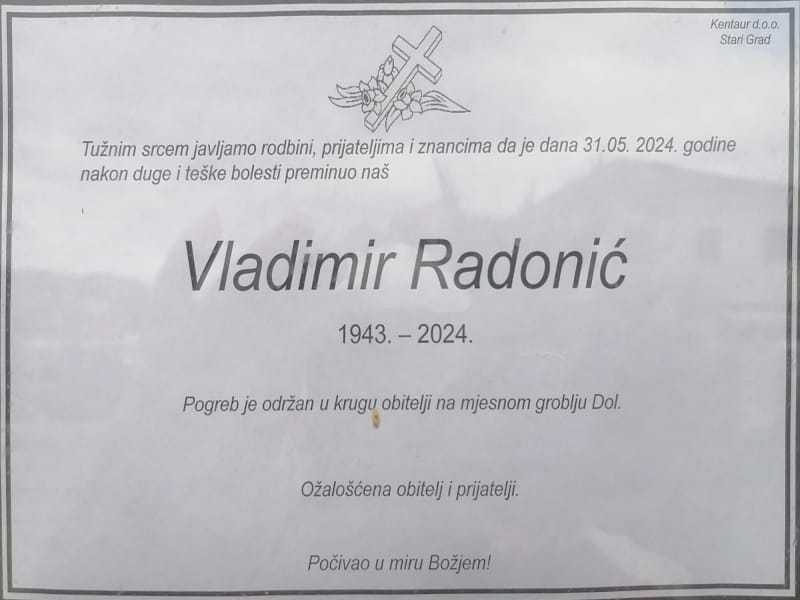 Kentaur d.o.o.
Stari Grad
Tužnim srcem javljamo rodbini, prijateljima i znancima da je dana 31.05. 2024. godine
nakon duge i teške bolesti preminuo naš
Vladimir Radonić
1943. – 2024.
Pogreb je održan u krugu obitelji na mjesnom groblju Dol.
Ožalošćena obitelj i prijatelji.
Počivao u miru Božjem!